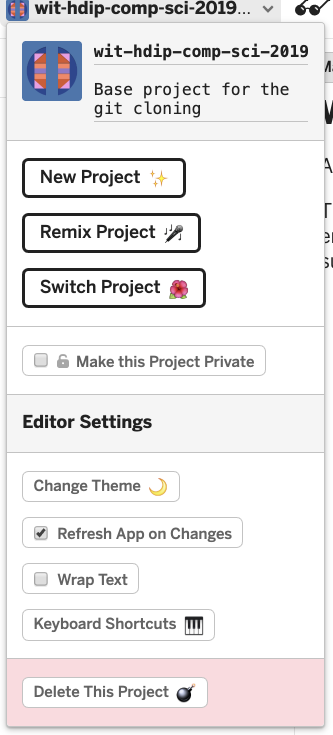 wit-hdip-comp-sci-2019...
wit-hdip-comp-sci-2019
Base project for the
git cloning
New Project
Remix Project
Switch Project
Make this Project Private
Editor Settings
Change Theme
Refresh App on Changes
Wrap Text
Keyboard Shortcuts
Delete This Project